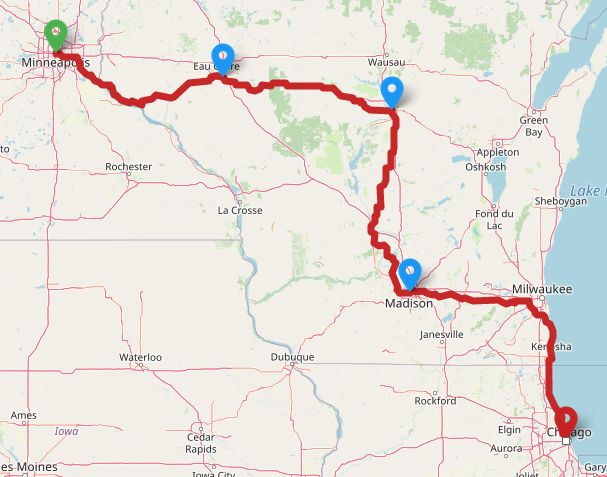 Minneapolis
Eau Claire
Wausau
Green
Bay
to
Rochester
Appleton
Oshkosh
Lake
La Crosse
Sheboygan
Fond du
Lac
Milwaukee
Madison
Janesville
Kenosha
Waterloo
Dubuque
Rockford
Ames
Chicago
Iowa
Elgin
Cedar
Rapids
Aurora
es Moines
Iowa City
Joliet
Gary